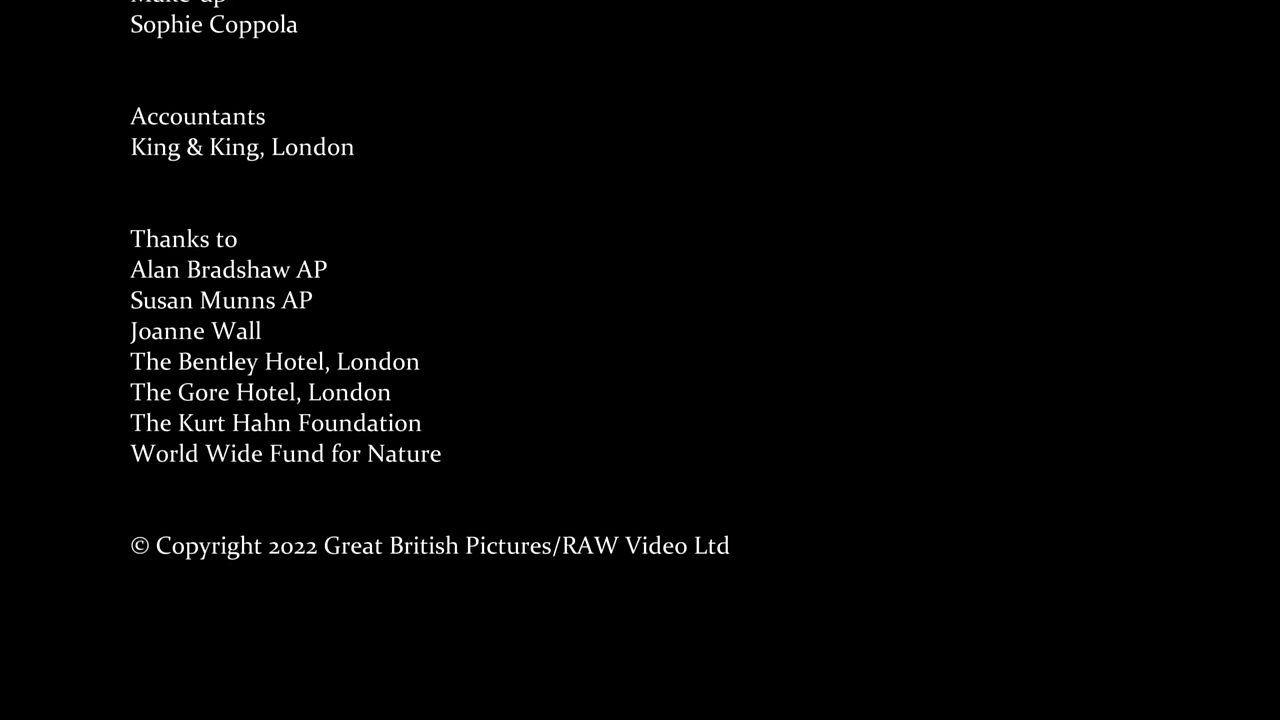 Make-up
Sophie Coppola
Accountants
King & King, London
Thanks to
Alan Bradshaw AP
Susan Munns AP
Joanne Wall
The Bentley Hotel, London
The Gore Hotel, London
The Kurt Hahn Foundation
World Wide Fund for Nature
© Copyright 2022 Great British Pictures/RAW Video Ltd